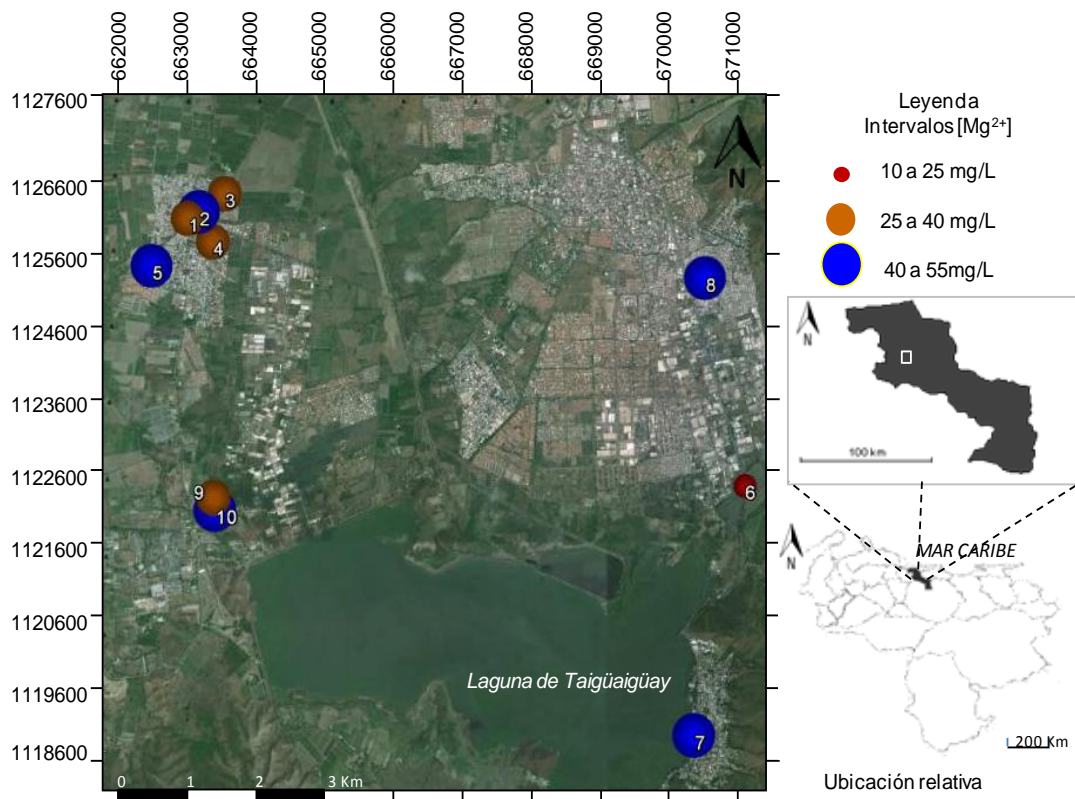 662000
663000
664000
665000
666000
667000
668000
669000
670000
671000
1127600
1126600
1125600
1124600
1123600
1122600
1121600
1120600
1119600
1118600
N
3
2
1
4
5
8
9
10
6
7
Laguna de Taigüaigüay
0 1 2 3 Km
Leyenda
Intervalos [Mg²⁺]
10 a 25 mg/L
25 a 40 mg/L
40 a 55mg/L
N
100 km
N
MAR CARIBE
200 Km
Ubicación relativa